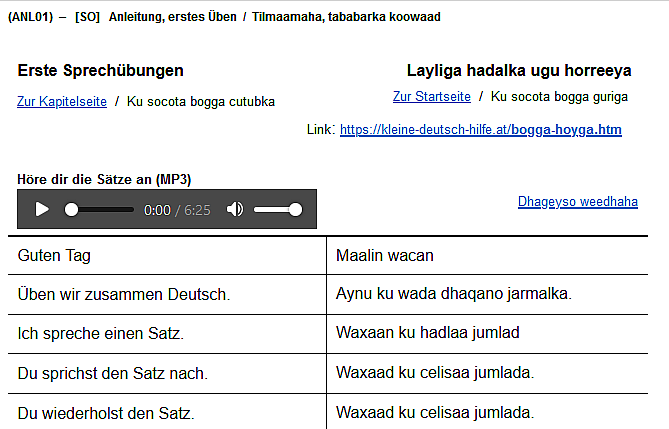 (ANL01) – [SO] Anleitung, erstes Üben / Tilmaamaha, tababarka koowaad
Erste Sprechübungen
Layliga hadalka ugu horreeya
Zur Kapitelseite / Ku socota bogga cutubka
Zur Startseite / Ku socota bogga guriga
Link: https://kleine-deutsch-hilfe.at/bogga-hoyga.htm
Höre dir die Sätze an (MP3)
0:00 / 6:25
Dhageyso weedhaha
Guten Tag
Maalin wacan
Üben wir zusammen Deutsch.
Aynu ku wada dhaqano jarmalka.
Ich spreche einen Satz.
Waxaan ku hadlaa jumlad
Du sprichst den Satz nach.
Waxaad ku celisaa jumlada.
Du wiederholst den Satz.
Waxaad ku celisaa jumlada.